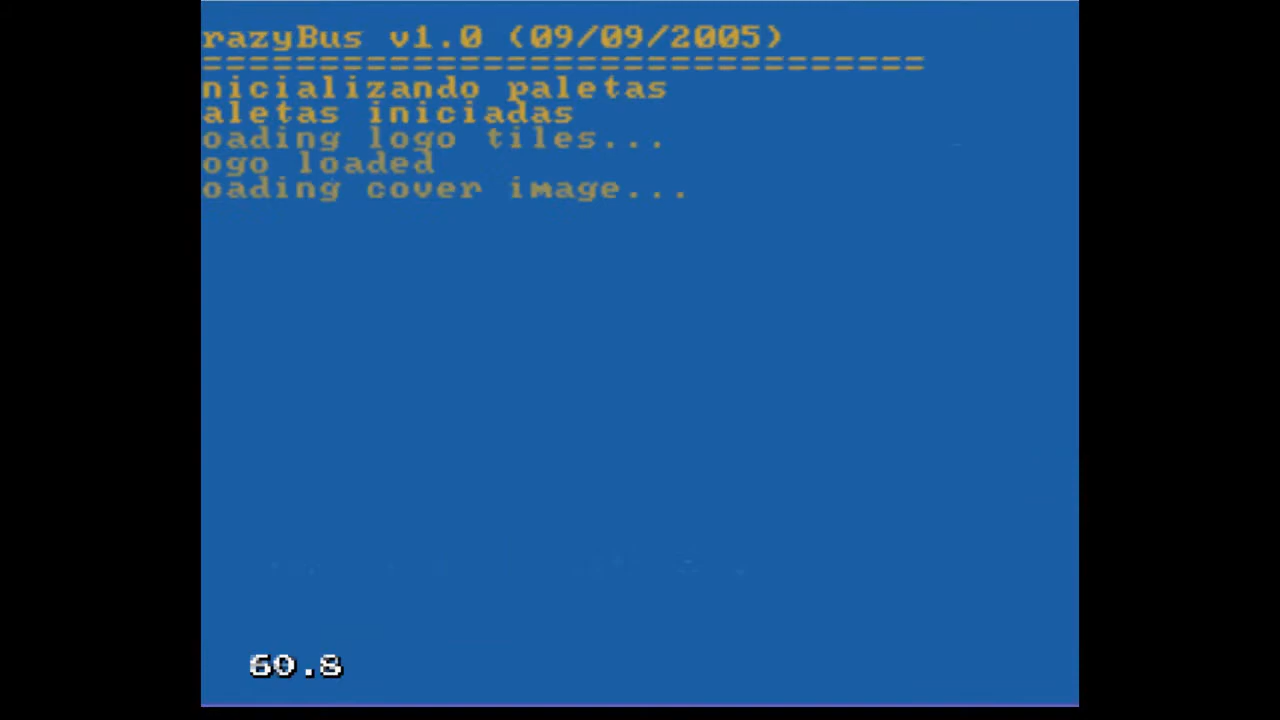 razyBus v1.0 (09/09/2005)
===============================
nicializando paletas
aletas iniciadas
oading logo tiles...
ogo loaded
oading cover image...
60.8